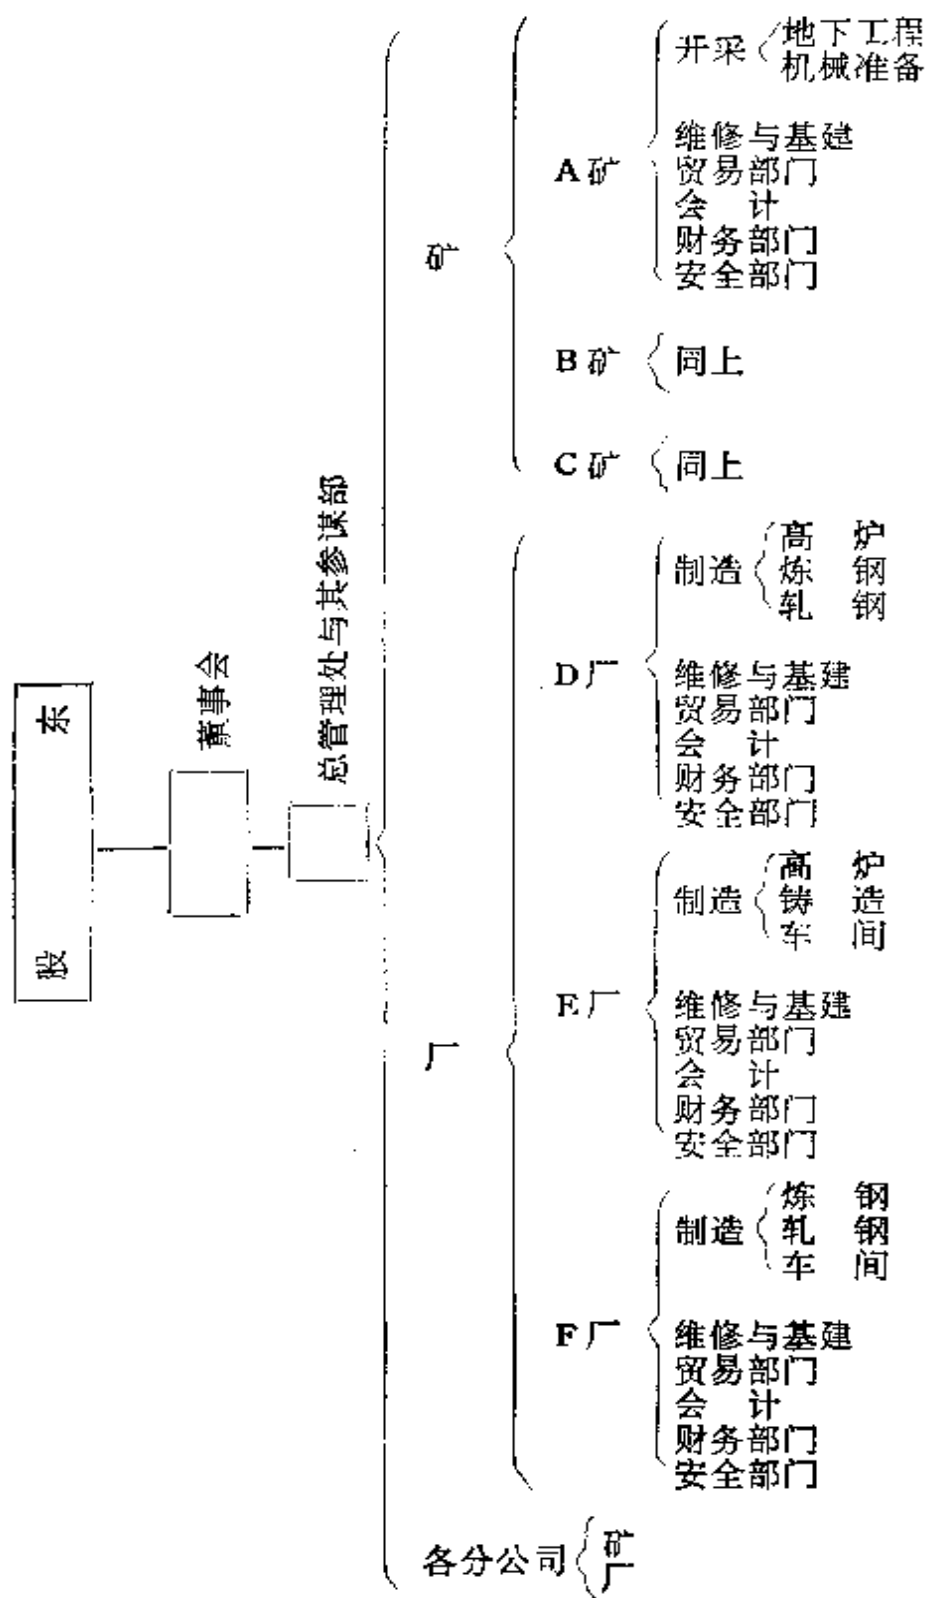 股 东
董事会
总管理处与其参谋部
矿
A 矿
开采
地下工程
机械准备
维修与基建
贸易部门
会 计
财务部门
安全部门
B 矿
同上
C 矿
同上
厂
D 厂
制造
高 炉
炼 钢
轧 钢
维修与基建
贸易部门
会 计
财务部门
安全部门
E 厂
制造
高 炉
铸 造
车 间
维修与基建
贸易部门
会 计
财务部门
安全部门
F 厂
制造
炼 钢
轧 钢
车 间
维修与基建
贸易部门
会 计
财务部门
安全部门
各分公司
矿
厂